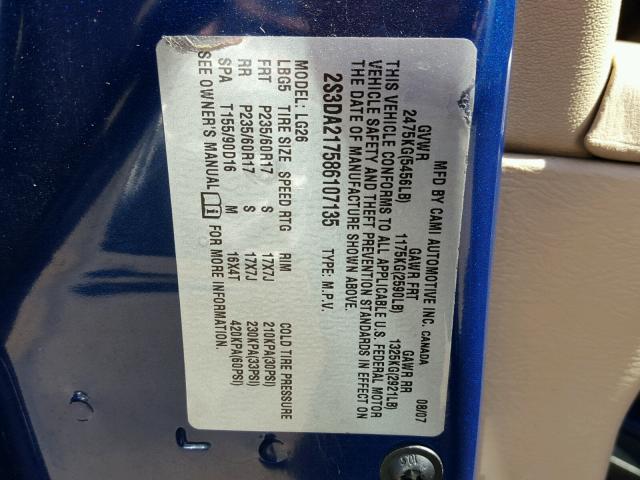 MFD BY CAMI AUTOMOTIVE INC. CANADA 08/07
GVWR GAWR FRT GAWR RR
2475KG(5456LB) 1175KG(2590LB) 1325KG(2921LB)
THIS VEHICLE CONFORMS TO ALL APPLICABLE U.S. FEDERAL MOTOR
VEHICLE SAFETY AND THEFT PREVENTION STANDARDS IN EFFECT ON
THE DATE OF MANUFACTURE SHOWN ABOVE.
2S3DA217586107135 TYPE: M.P.V.
MODEL: LG26
LBG5 TIRE SIZE SPEED RTG RIM COLD TIRE PRESSURE
FRT P235/60R17 S 17X7J 210KPA(30PSI)
RR P235/60R17 S 17X7J 230KPA(33PSI)
SPA T155/90D16 M 16X4T 420KPA(60PSI)
SEE OWNER'S MANUAL FOR MORE INFORMATION